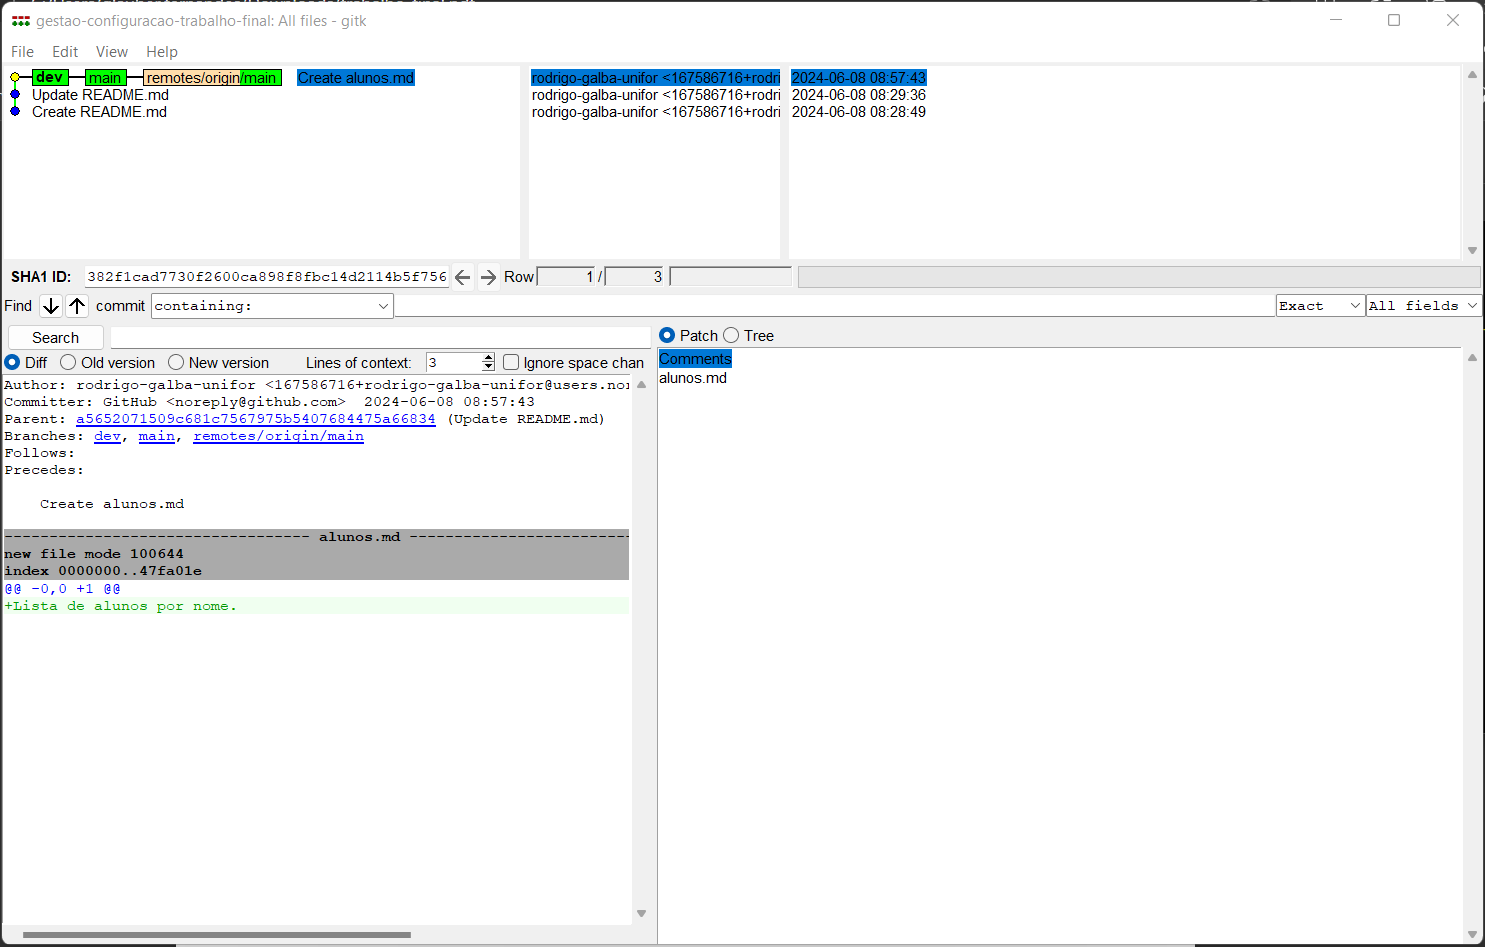 gestao-configuracao-trabalho-final: All files - gitk
File Edit View Help
dev main remotes/origin/main Create alunos.md rodrigo-galba-unifor <167586716+rodri 2024-06-08 08:57:43
Update README.md rodrigo-galba-unifor <167586716+rodri 2024-06-08 08:29:36
Create README.md rodrigo-galba-unifor <167586716+rodri 2024-06-08 08:28:49
SHA1 ID: 382f1cad7730f2600ca898f8fbc14d2114b5f756 Row 1 / 3
Find commit containing: Exact All fields
Search
Patch Tree
Diff Old version New version Lines of context: 3 Ignore space chan
Comments
alunos.md
Author: rodrigo-galba-unifor <167586716+rodrigo-galba-unifor@users.nor
Committer: GitHub <noreply@github.com> 2024-06-08 08:57:43
Parent: a5652071509c681c7567975b5407684475a66834 (Update README.md)
Branches: dev, main, remotes/origin/main
Follows:
Precedes:
Create alunos.md
---------------------------------- alunos.md ------------------------
new file mode 100644
index 0000000..47fa01e
@@ -0,0 +1 @@
+Lista de alunos por nome.